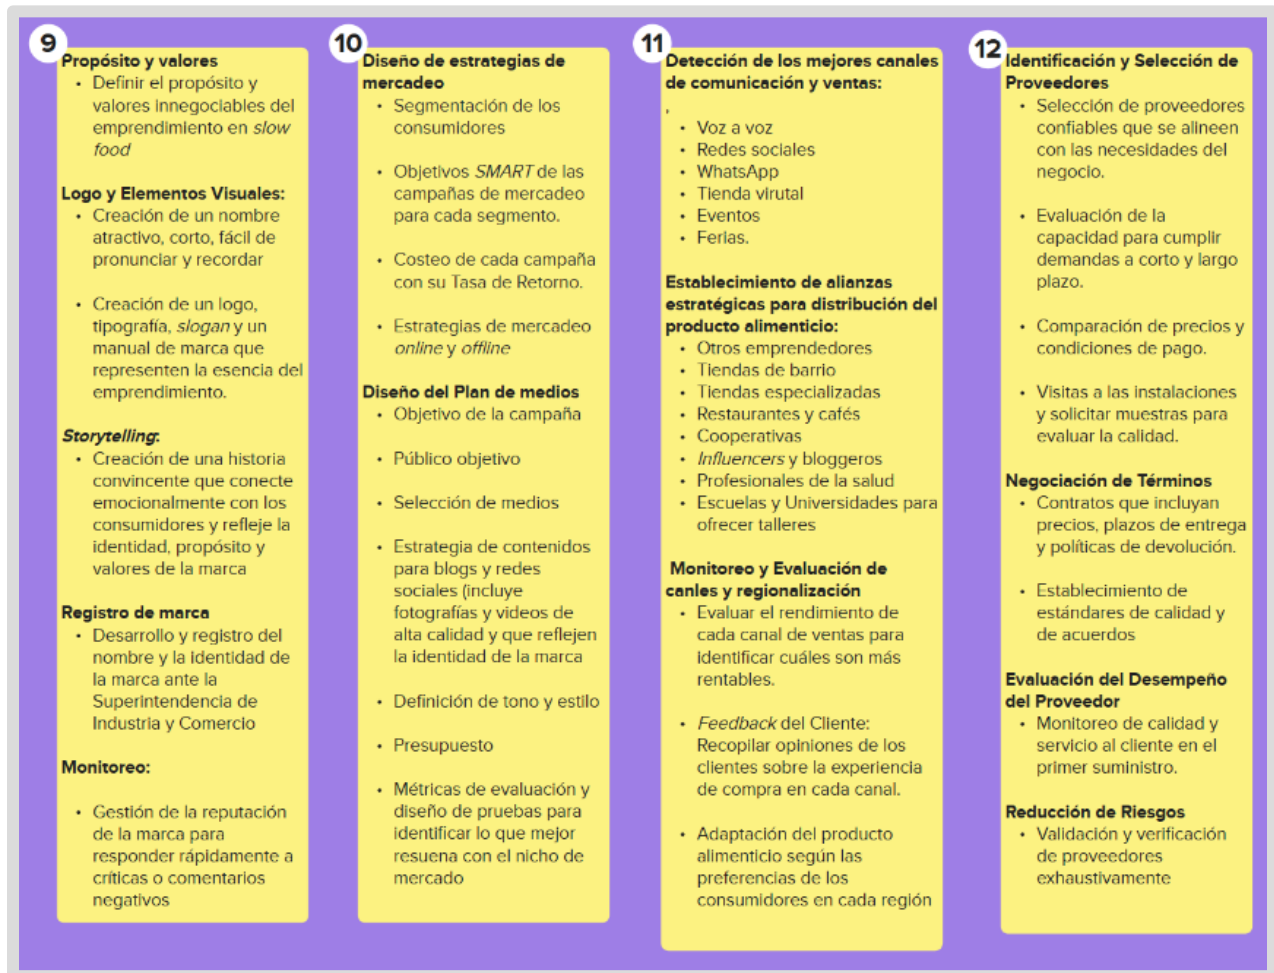 9
Propósito y valores
• Definir el propósito y
valores innegociables del
emprendimiento en slow
food
Logo y Elementos Visuales:
• Creación de un nombre
atractivo, corto, fácil de
pronunciar y recordar
• Creación de un logo,
tipografía, slogan y un
manual de marca que
representen la esencia del
emprendimiento.
Storytelling:
• Creación de una historia
convincente que conecte
emocionalmente con los
consumidores y refleje la
identidad, propósito y
valores de la marca
Registro de marca
• Desarrollo y registro del
nombre y la identidad de
la marca ante la
Superintendencia de
Industria y Comercio
Monitoreo:
• Gestión de la reputación
de la marca para
responder rápidamente a
críticas o comentarios
negativos
10
Diseño de estrategias de
mercadeo
• Segmentación de los
consumidores
• Objetivos SMART de las
campañas de mercadeo
para cada segmento.
• Costeo de cada campaña
con su Tasa de Retorno.
• Estrategias de mercadeo
online y offline
Diseño del Plan de medios
• Objetivo de la campaña
• Público objetivo
• Selección de medios
• Estrategia de contenidos
para blogs y redes
sociales (incluye
fotografías y videos de
alta calidad y que reflejen
la identidad de la marca
• Definición de tono y estilo
• Presupuesto
• Métricas de evaluación y
diseño de pruebas para
identificar lo que mejor
resuena con el nicho de
mercado
11
Detección de los mejores canales
de comunicación y ventas:
,
• Voz a voz
• Redes sociales
• WhatsApp
• Tienda virutal
• Eventos
• Ferias.
Establecimiento de alianzas
estratégicas para distribución del
producto alimenticio:
• Otros emprendedores
• Tiendas de barrio
• Tiendas especializadas
• Restaurantes y cafés
• Cooperativas
• Influencers y bloggeros
• Profesionales de la salud
• Escuelas y Universidades para
ofrecer talleres
Monitoreo y Evaluación de
canles y regionalización
• Evaluar el rendimiento de
cada canal de ventas para
identificar cuáles son más
rentables.
• Feedback del Cliente:
Recopilar opiniones de los
clientes sobre la experiencia
de compra en cada canal.
• Adaptación del producto
alimenticio según las
preferencias de los
consumidores en cada región
12
Identificación y Selección de
Proveedores
• Selección de proveedores
confiables que se alineen
con las necesidades del
negocio.
• Evaluación de la
capacidad para cumplir
demandas a corto y largo
plazo.
• Comparación de precios y
condiciones de pago.
• Visitas a las instalaciones
y solicitar muestras para
evaluar la calidad.
Negociación de Términos
• Contratos que incluyan
precios, plazos de entrega
y políticas de devolución.
• Establecimiento de
estándares de calidad y
de acuerdos
Evaluación del Desempeño
del Proveedor
• Monitoreo de calidad y
servicio al cliente en el
primer suministro.
Reducción de Riesgos
• Validación y verificación
de proveedores
exhaustivamente